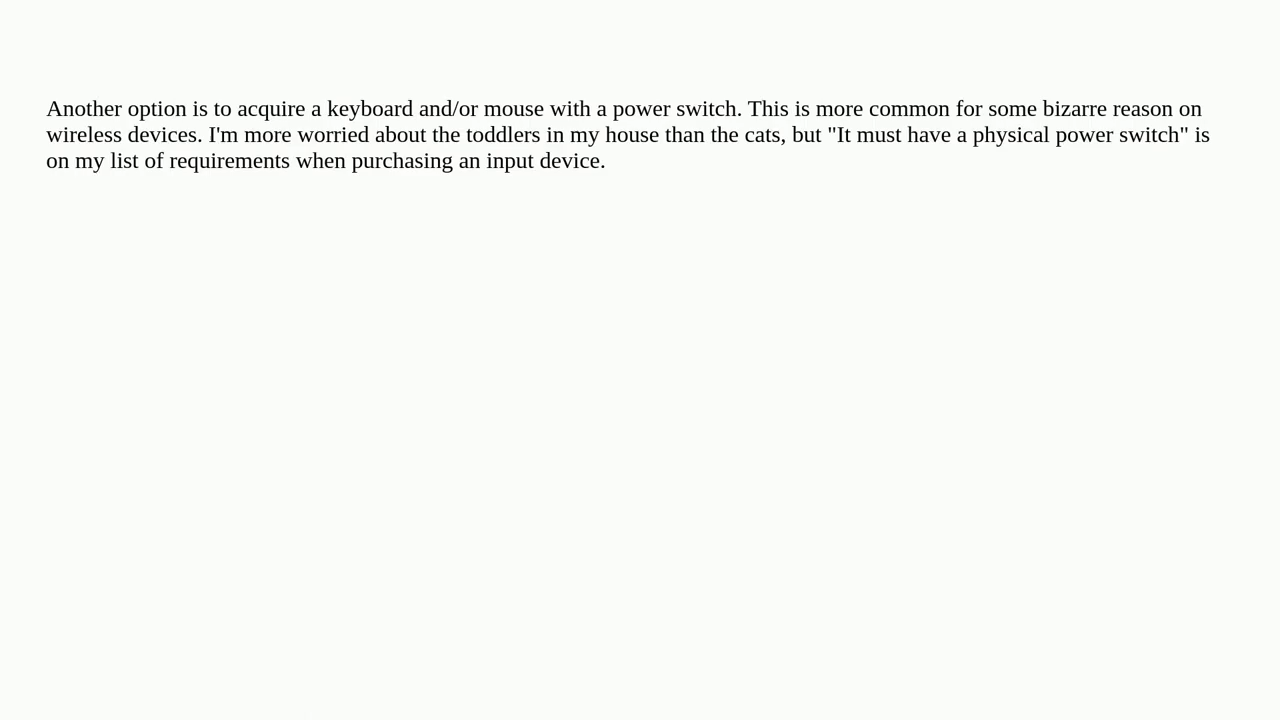 Another option is to acquire a keyboard and/or mouse with a power switch. This is more common for some bizarre reason on
wireless devices. I'm more worried about the toddlers in my house than the cats, but "It must have a physical power switch" is
on my list of requirements when purchasing an input device.